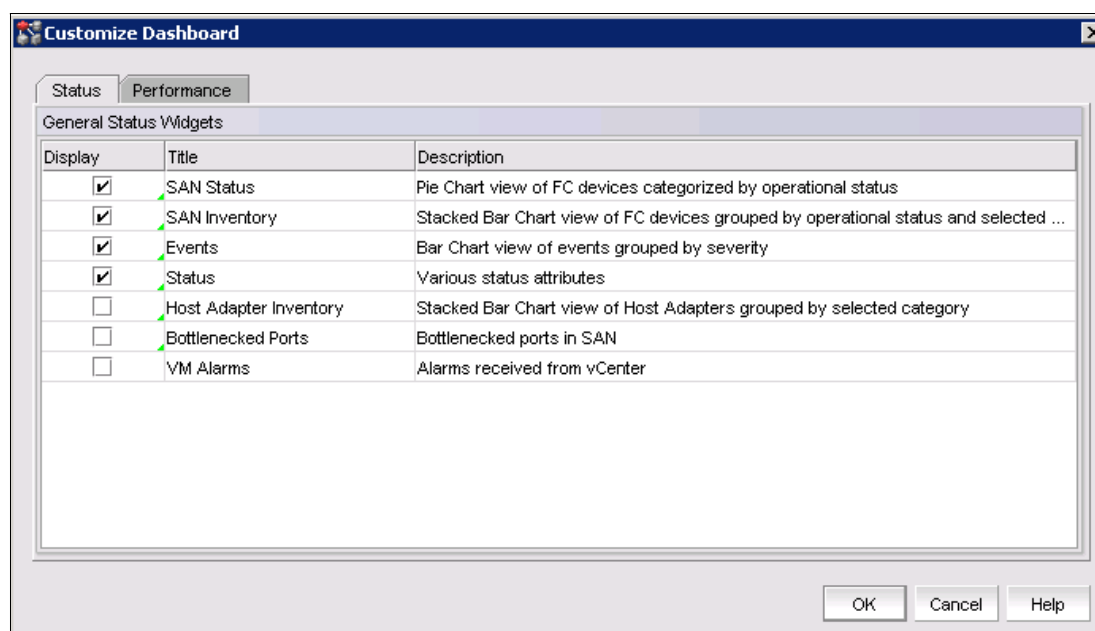 Customize Dashboard
Status Performance
General Status Widgets
Display Title Description
SAN Status Pie Chart view of FC devices categorized by operational status
SAN Inventory Stacked Bar Chart view of FC devices grouped by operational status and selected ...
Events Bar Chart view of events grouped by severity
Status Various status attributes
Host Adapter Inventory Stacked Bar Chart view of Host Adapters grouped by selected category
Bottlenecked Ports Bottlenecked ports in SAN
VM Alarms Alarms received from vCenter
OK Cancel Help